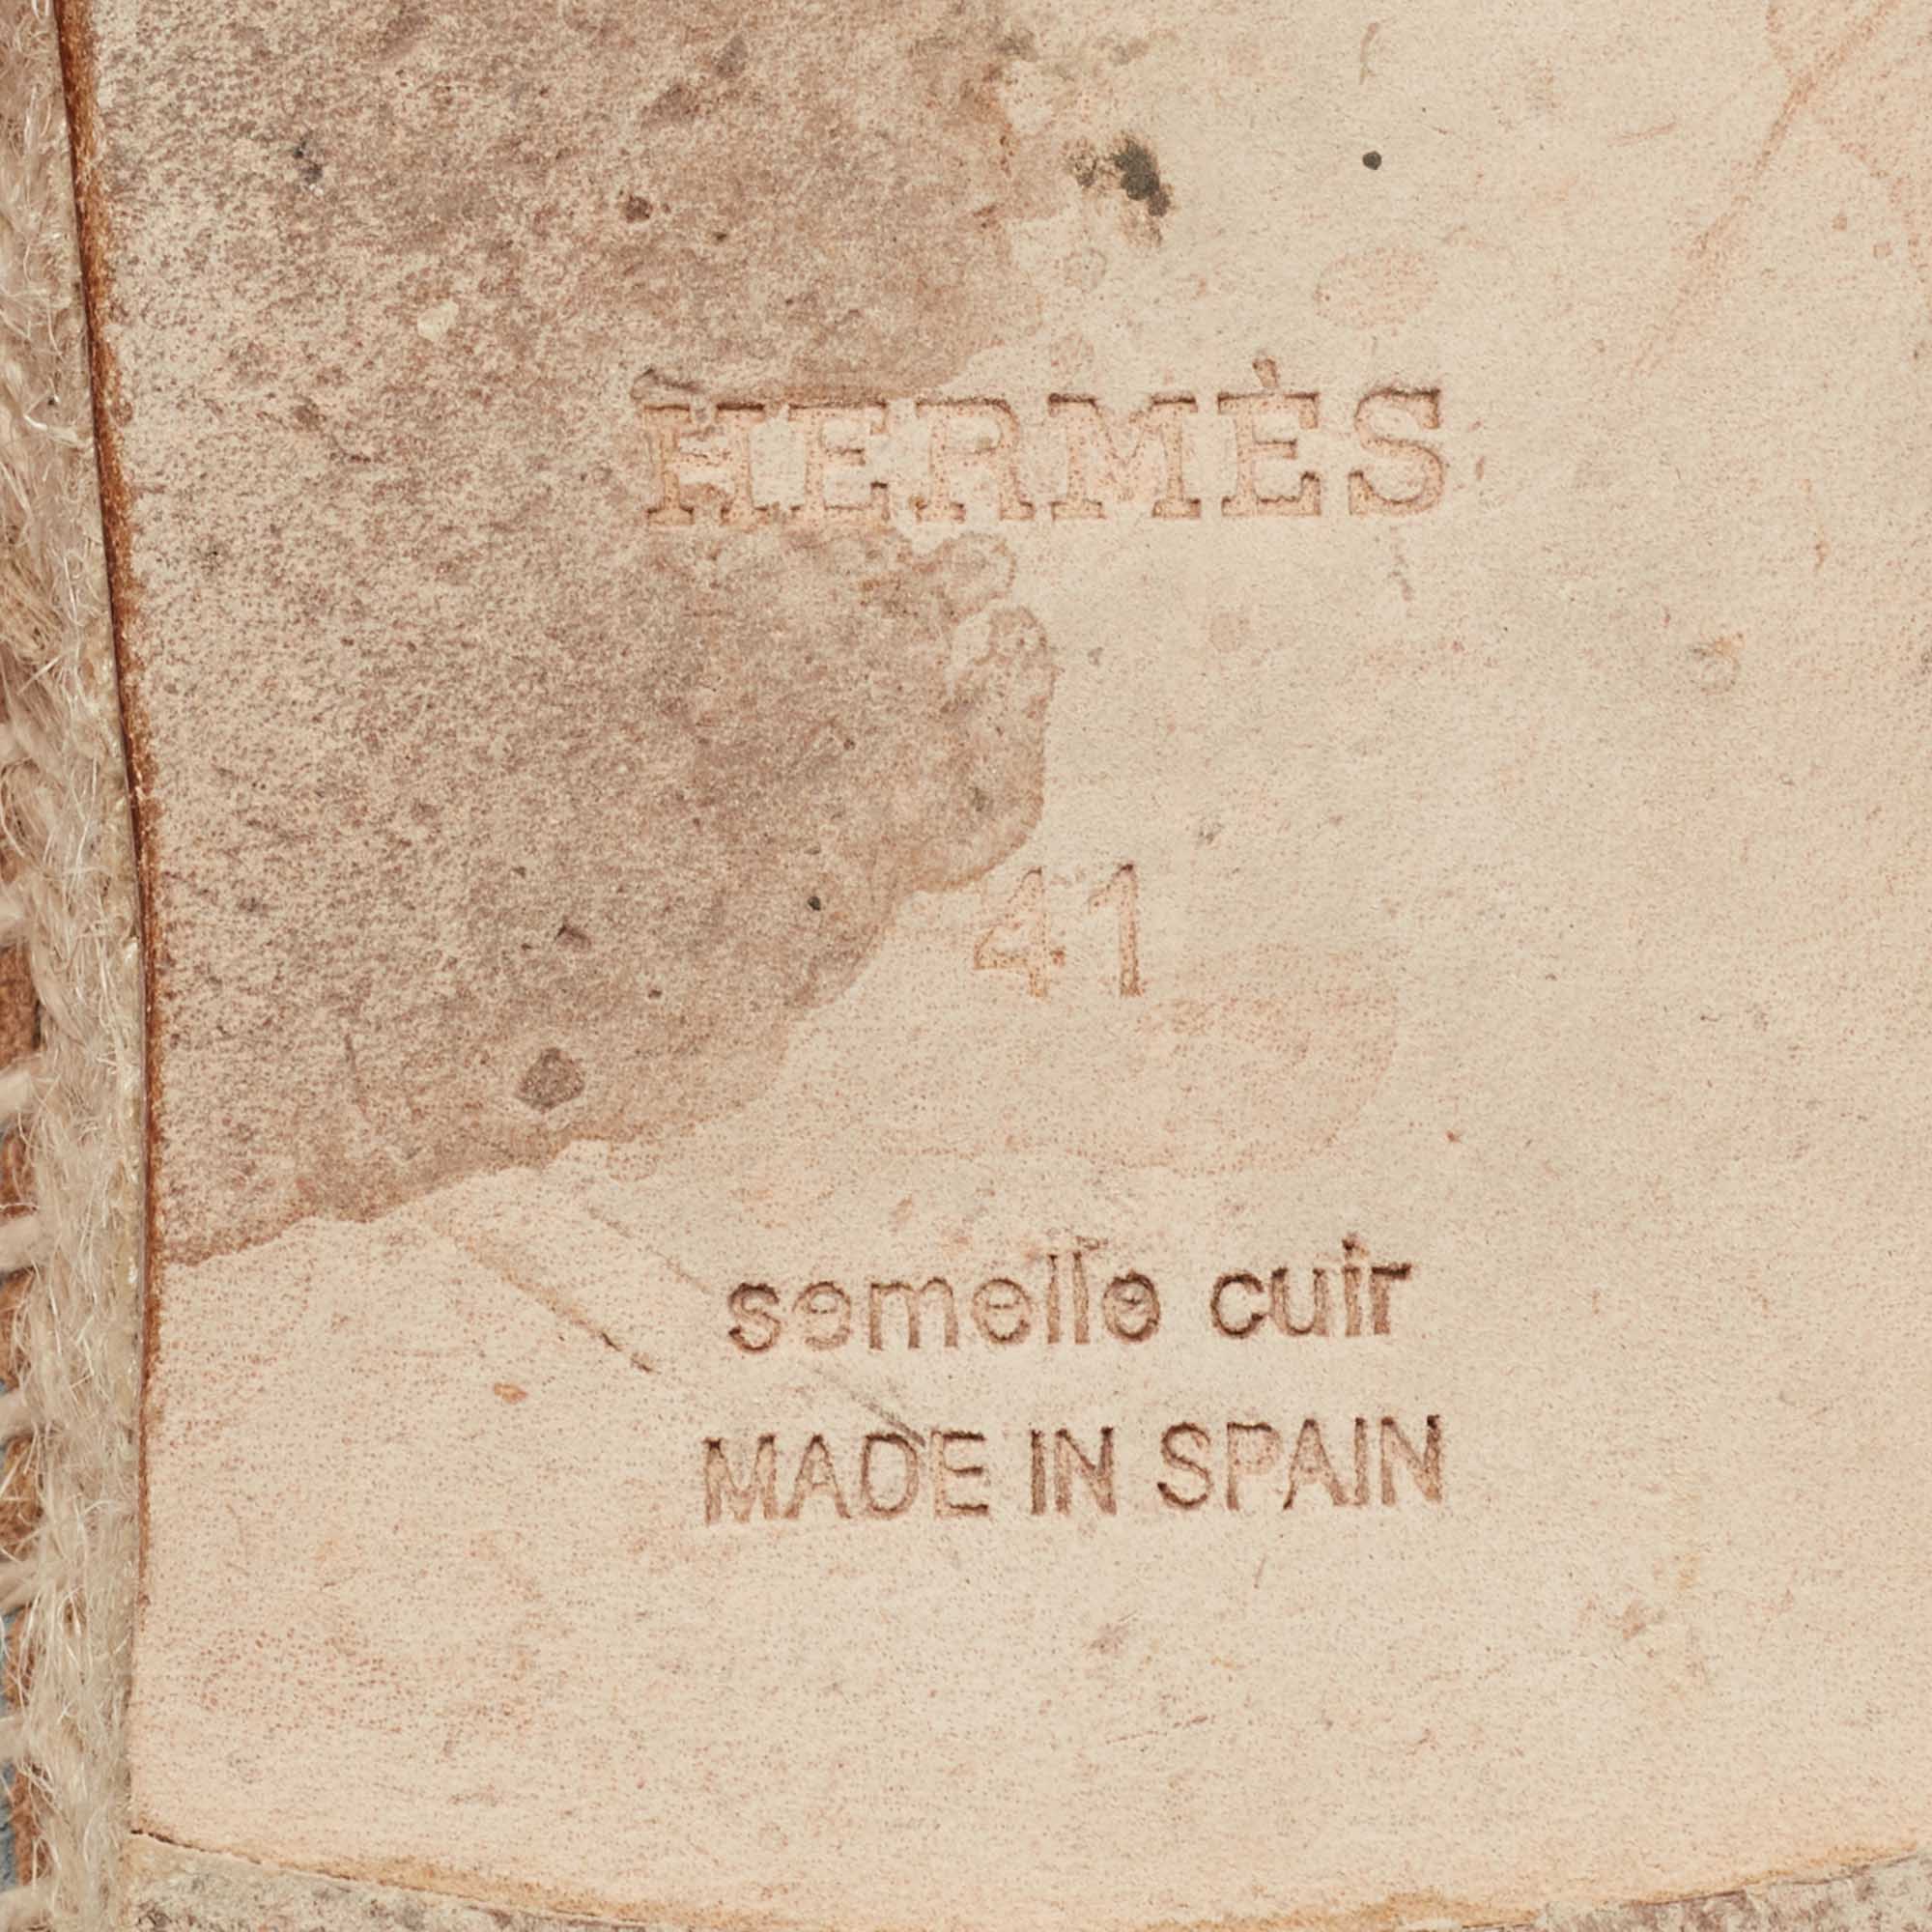 HERMÈS
41
semelle cuir
MADE IN SPAIN